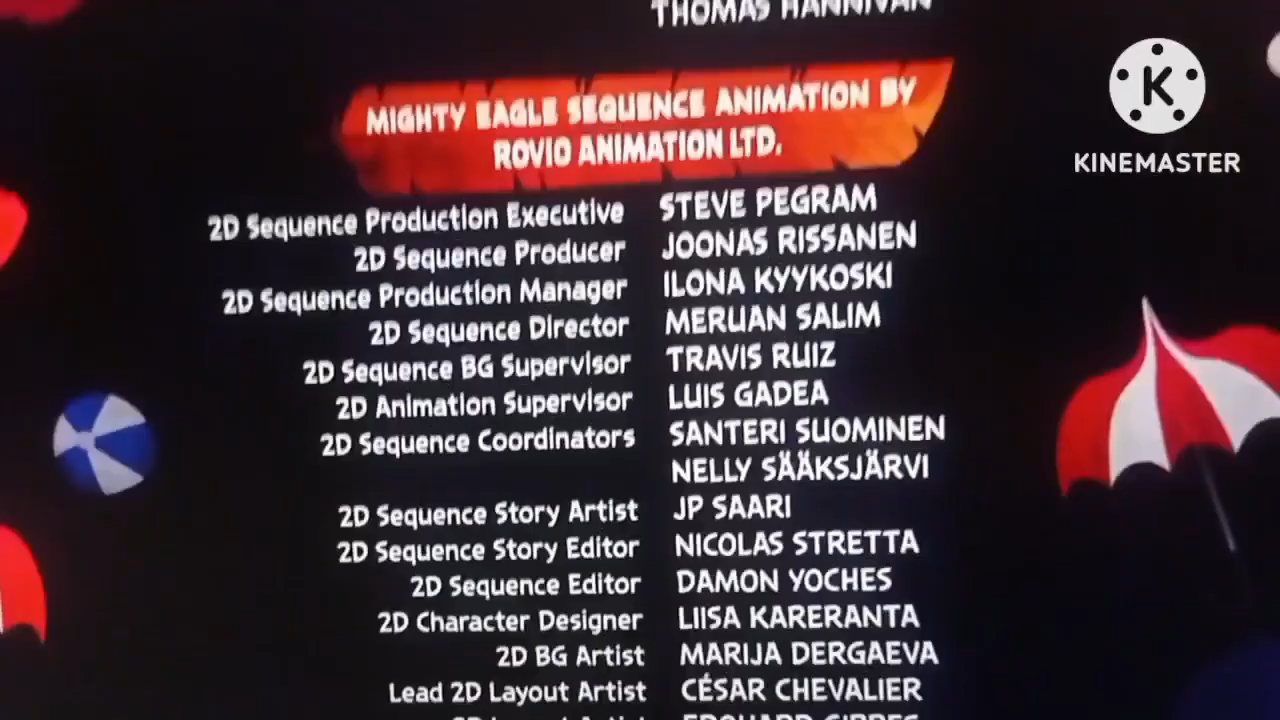 THOMAS HANNIVAN
MIGHTY EAGLE SEQUENCE ANIMATION BY
ROVIO ANIMATION LTD.
2D Sequence Production Executive STEVE PEGRAM
2D Sequence Producer JOONAS RISSANEN
2D Sequence Production Manager ILONA KYYKOSKI
2D Sequence Director MERUAN SALIM
2D Sequence BG Supervisor TRAVIS RUIZ
2D Animation Supervisor LUIS GADEA
2D Sequence Coordinators SANTERI SUOMINEN
NELLY SÄÄKSJÄRVI
2D Sequence Story Artist JP SAARI
2D Sequence Story Editor NICOLAS STRETTA
2D Sequence Editor DAMON YOCHES
2D Character Designer LIISA KARERANTA
2D BG Artist MARIJA DERGAEVA
Lead 2D Layout Artist CÉSAR CHEVALIER
K
KINEMASTER